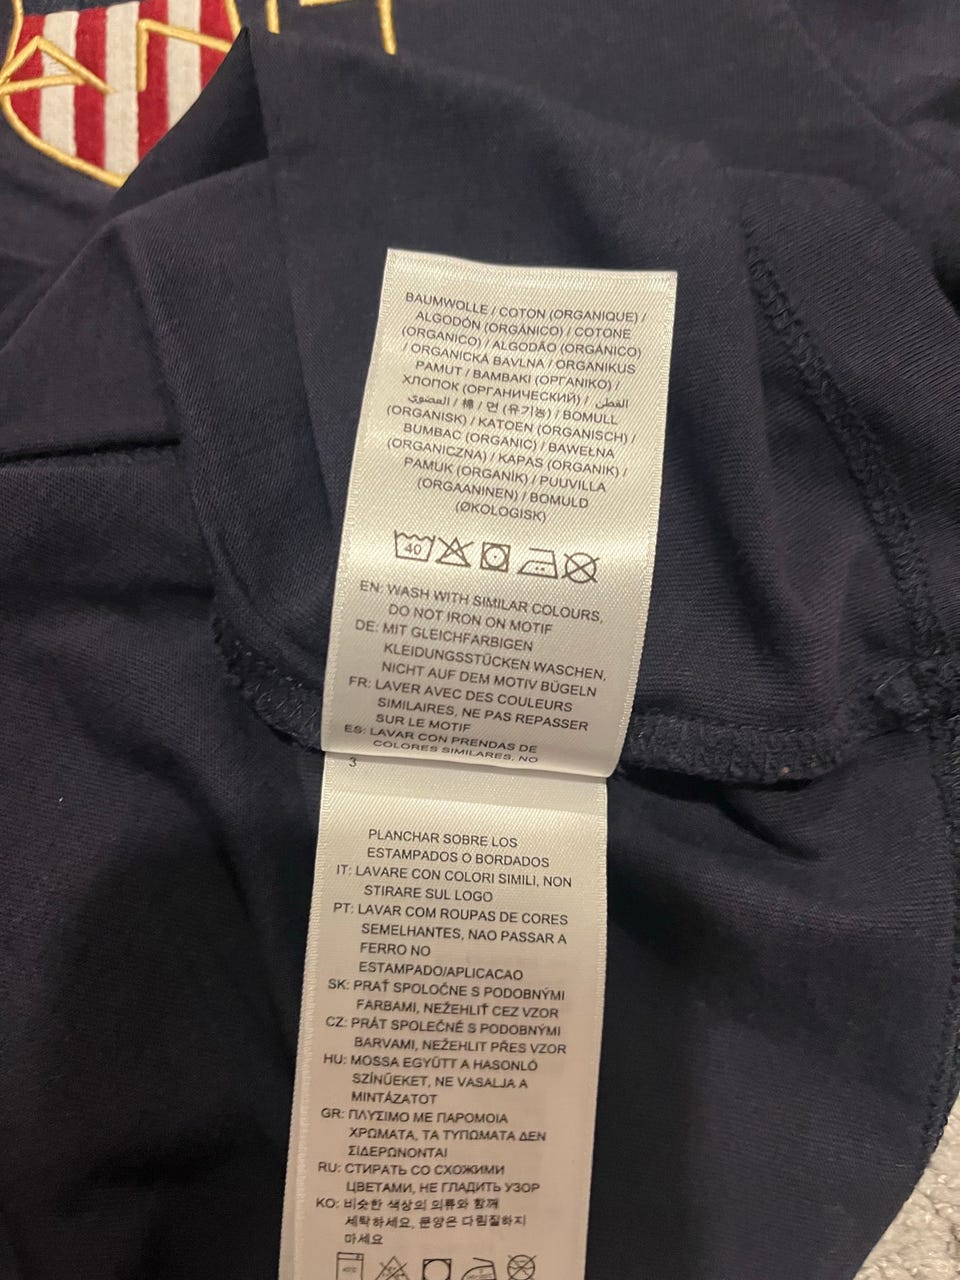 BAUMWOLLE / COTON (ORGANIQUE) /
ALGODÓN (ORGÁNICO) / COTONE
(ORGANICO) / ALGODÃO (ORGÁNICO)
/ ORGANICKÁ BAVLNA / ORGANIKUS
PAMUT / ΒΑΜΒΑΚΙ (ΟΡΓΑΝΙΚΟ) /
ХЛОПОК (ОРГАНИЧЕСКИЙ) / القطن
العضوي / 棉 / 면 (유기농) / BOMULL
(ORGANISK) / KATOEN (ORGANISCH) /
BUMBAC (ORGANIC) / BAWEŁNA
(ORGANICZNA) / KAPAS (ORGANIK) /
PAMUK (ORGANİK) / PUUVILLA
(ORGAANINEN) / BOMULD
(ØKOLOGISK)
40
EN: WASH WITH SIMILAR COLOURS,
DO NOT IRON ON MOTIF
DE: MIT GLEICHFARBIGEN
KLEIDUNGSSTÜCKEN WASCHEN,
NICHT AUF DEM MOTIV BÜGELN
FR: LAVER AVEC DES COULEURS
SIMILAIRES, NE PAS REPASSER
SUR LE MOTIF
ES: LAVAR CON PRENDAS DE
COLORES SIMILARES, NO
3
PLANCHAR SOBRE LOS
ESTAMPADOS O BORDADOS
IT: LAVARE CON COLORI SIMILI, NON
STIRARE SUL LOGO
PT: LAVAR COM ROUPAS DE CORES
SEMELHANTES, NAO PASSAR A
FERRO NO
ESTAMPADO/APLICACAO
SK: PRAŤ SPOLOČNE S PODOBNÝMI
FARBAMI, NEŽEHLIŤ CEZ VZOR
CZ: PRÁT SPOLEČNĚ S PODOBNÝMI
BARVAMI, NEŽEHLIT PŘES VZOR
HU: MOSSA EGYÜTT A HASONLÓ
SZÍNŰEKET, NE VASALJA A
MINTÁZATOT
GR: ΠΛΥΣΙΜΟ ΜΕ ΠΑΡΟΜΟΙΑ
ΧΡΩΜΑΤΑ, ΤΑ ΤΥΠΩΜΑΤΑ ΔΕΝ
ΣΙΔΕΡΩΝΟΝΤΑΙ
RU: СТИРАТЬ СО СХОЖИМИ
ЦВЕТАМИ, НЕ ГЛАДИТЬ УЗОР
KO: 비슷한 색상의 의류와 함께
세탁하세요, 문양은 다림질하지
마세요